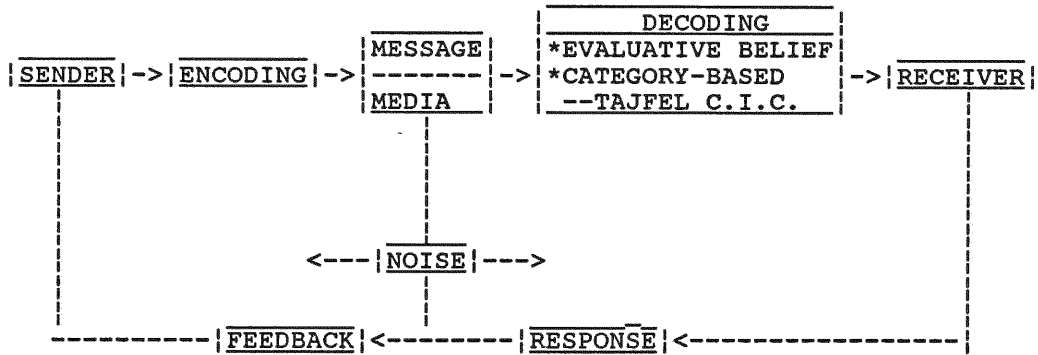 DECODING
MESSAGE *EVALUATIVE BELIEF
SENDER -> ENCODING -> ------- -> *CATEGORY-BASED -> RECEIVER
MEDIA --TAJFEL C.I.C.
<--- NOISE --->
FEEDBACK <-------- RESPONSE <--------------